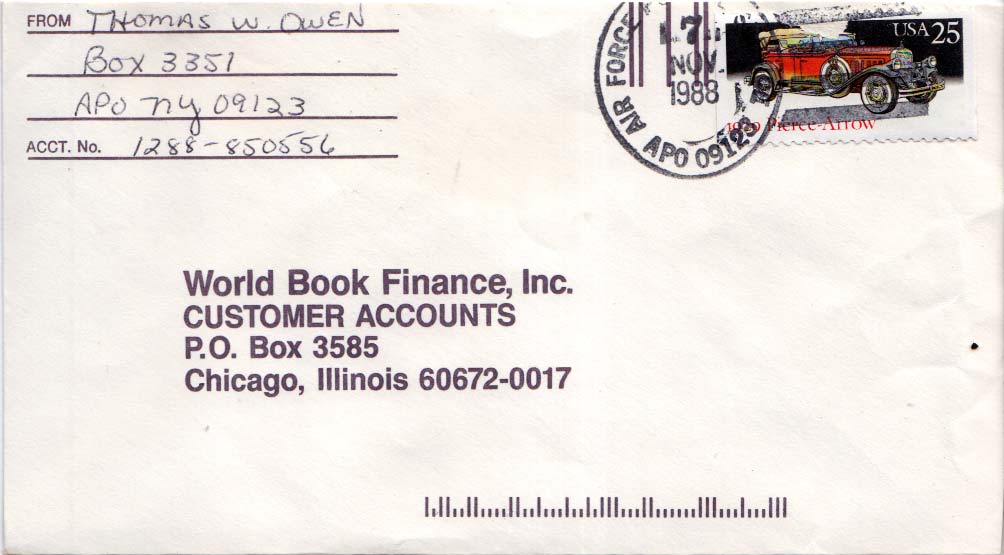 FROM THOMAS W. OWEN
Box 3351
APO NY 09123
ACCT. No. 1288-850556
AIR FORCE
7
NOV.
1988
APO 09123
USA 25
Pierce-Arrow
World Book Finance, Inc.
CUSTOMER ACCOUNTS
P.O. Box 3585
Chicago, Illinois 60672-0017